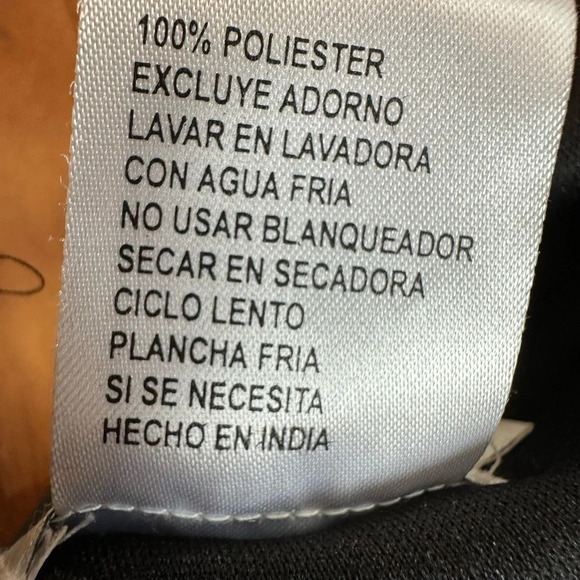 100% POLIESTER
EXCLUYE ADORNO
LAVAR EN LAVADORA
CON AGUA FRIA
NO USAR BLANQUEADOR
SECAR EN SECADORA
CICLO LENTO
PLANCHA FRIA
SI SE NECESITA
HECHO EN INDIA